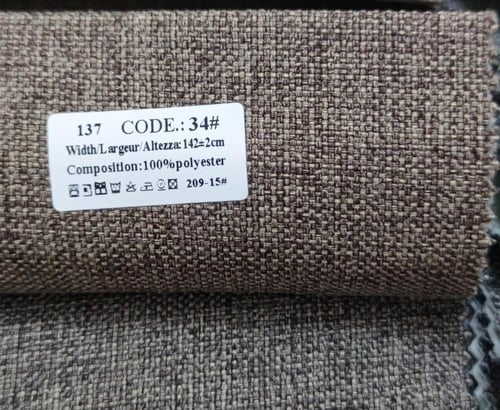 137 CODE.: 34#
Width/Largeur/Altezza: 142±2cm
Composition:100%polyester
209-15#